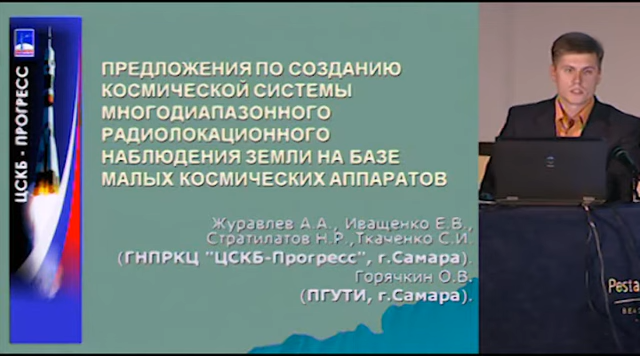 ЦСКБ - ПРОГРЕСС
ПРЕДЛОЖЕНИЯ ПО СОЗДАНИЮ
КОСМИЧЕСКОЙ СИСТЕМЫ
МНОГОДИАПАЗОННОГО
РАДИОЛОКАЦИОННОГО
НАБЛЮДЕНИЯ ЗЕМЛИ НА БАЗЕ
МАЛЫХ КОСМИЧЕСКИХ АППАРАТОВ
Журавлев А.А., Иващенко Е.В.,
Стратилатов Н.Р.,Ткаченко С.И.
(ГНПРКЦ "ЦСКБ-Прогресс", г.Самара).
Горячкин О.В.
(ПГУТИ, г.Самара).
Pesta